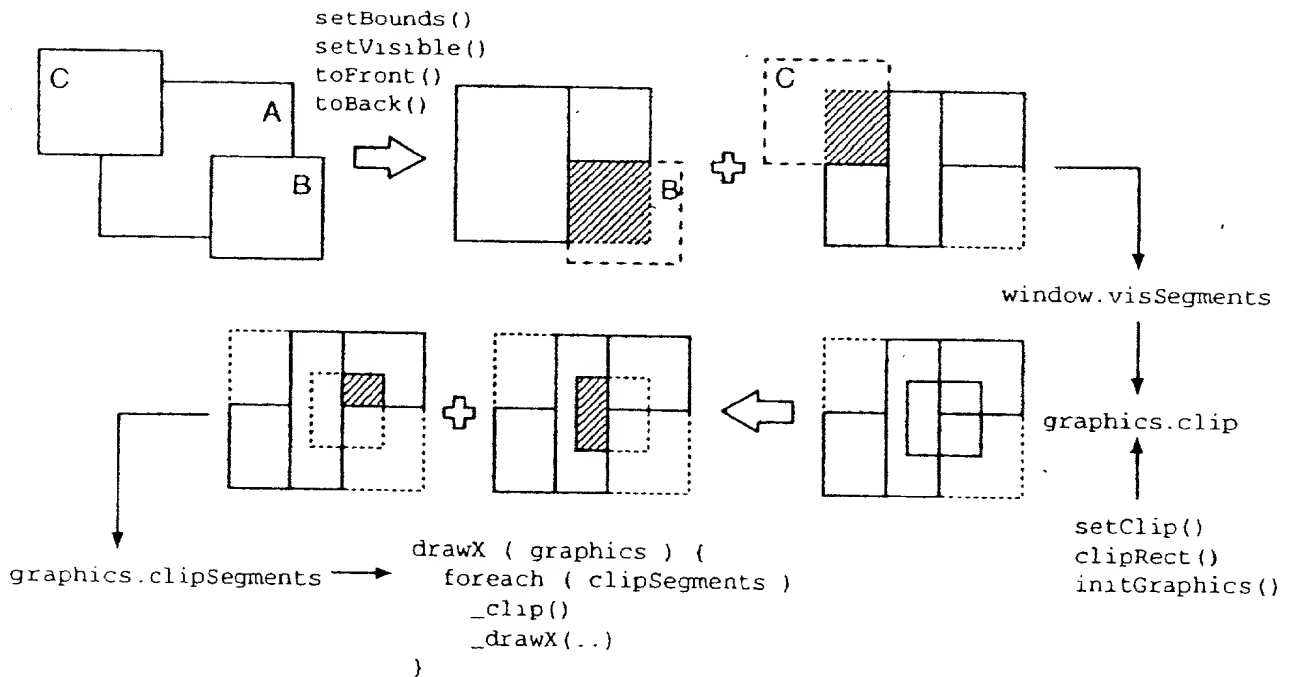 setBounds()
setVisible()
toFront()
toBack()
C
A
B
B
C
window.visSegments
graphics.clip
setClip()
clipRect()
initGraphics()
graphics.clipSegments
drawX ( graphics ) {
foreach ( clipSegments )
_clip()
_drawX(..)
}